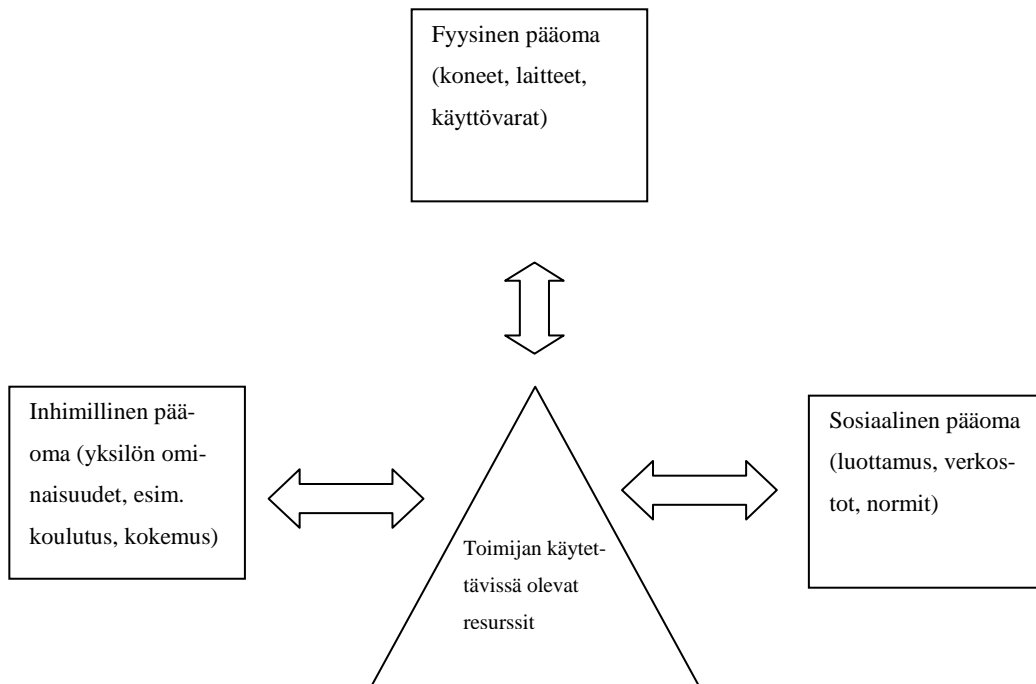 Fyysinen pääoma
(koneet, laitteet,
käyttövarat)
Inhimillinen pää-
oma (yksilön omi-
naisuudet, esim.
koulutus, kokemus)
Sosiaalinen pääoma
(luottamus, verkos-
tot, normit)
Toimijan käytet-
tävissä olevat
resurssit